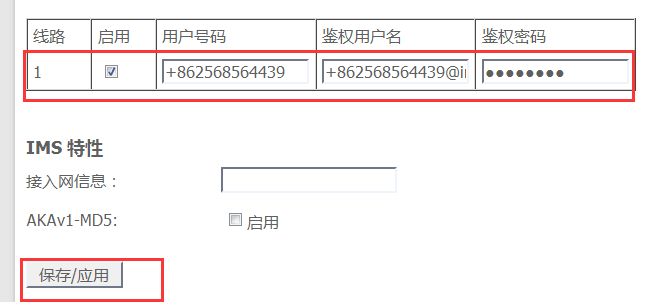 线路 启用 用户号码 鉴权用户名 鉴权密码
1 +862568564439 +862568564439@i ●●●●●●●●
IMS 特性
接入网信息：
AKAv1-MD5: 启用
保存/应用